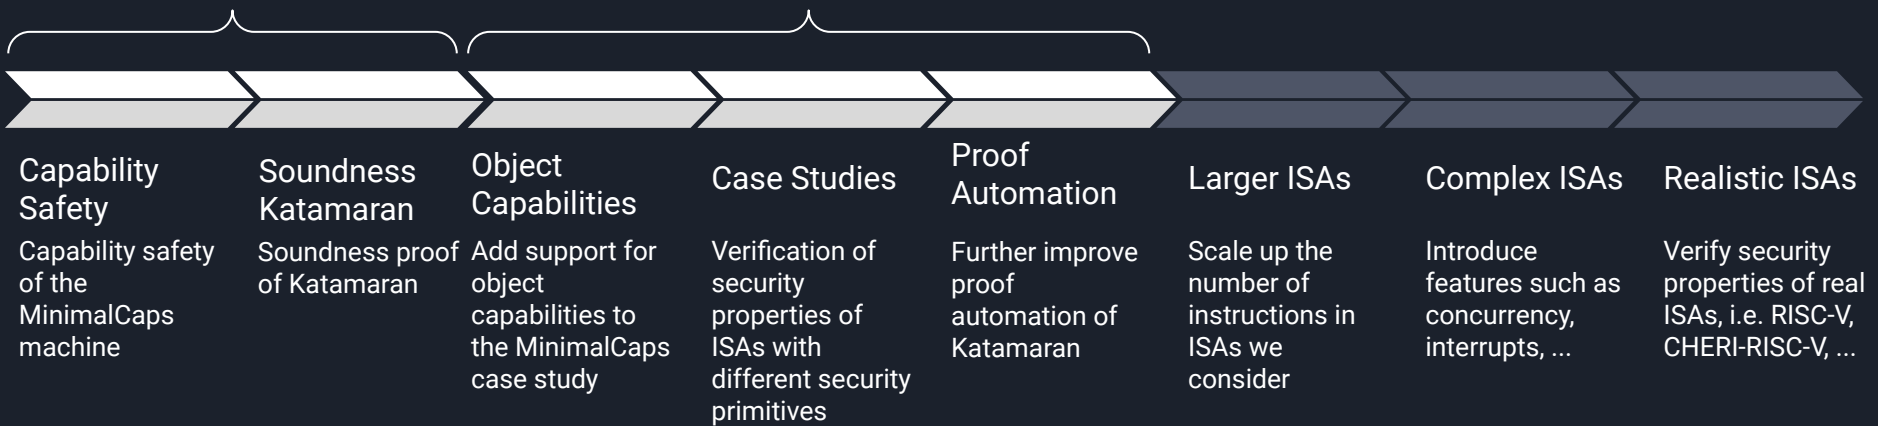 Capability
Safety
Capability safety
of the
MinimalCaps
machine
Soundness
Katamaran
Soundness proof
of Katamaran
Object
Capabilities
Add support for
object
capabilities to
the MinimalCaps
case study
Case Studies
Verification of
security
properties of
ISAs with
different security
primitives
Proof
Automation
Further improve
proof
automation of
Katamaran
Larger ISAs
Scale up the
number of
instructions in
ISAs we
consider
Complex ISAs
Introduce
features such as
concurrency,
interrupts, ...
Realistic ISAs
Verify security
properties of real
ISAs, i.e. RISC-V,
CHERI-RISC-V, ...